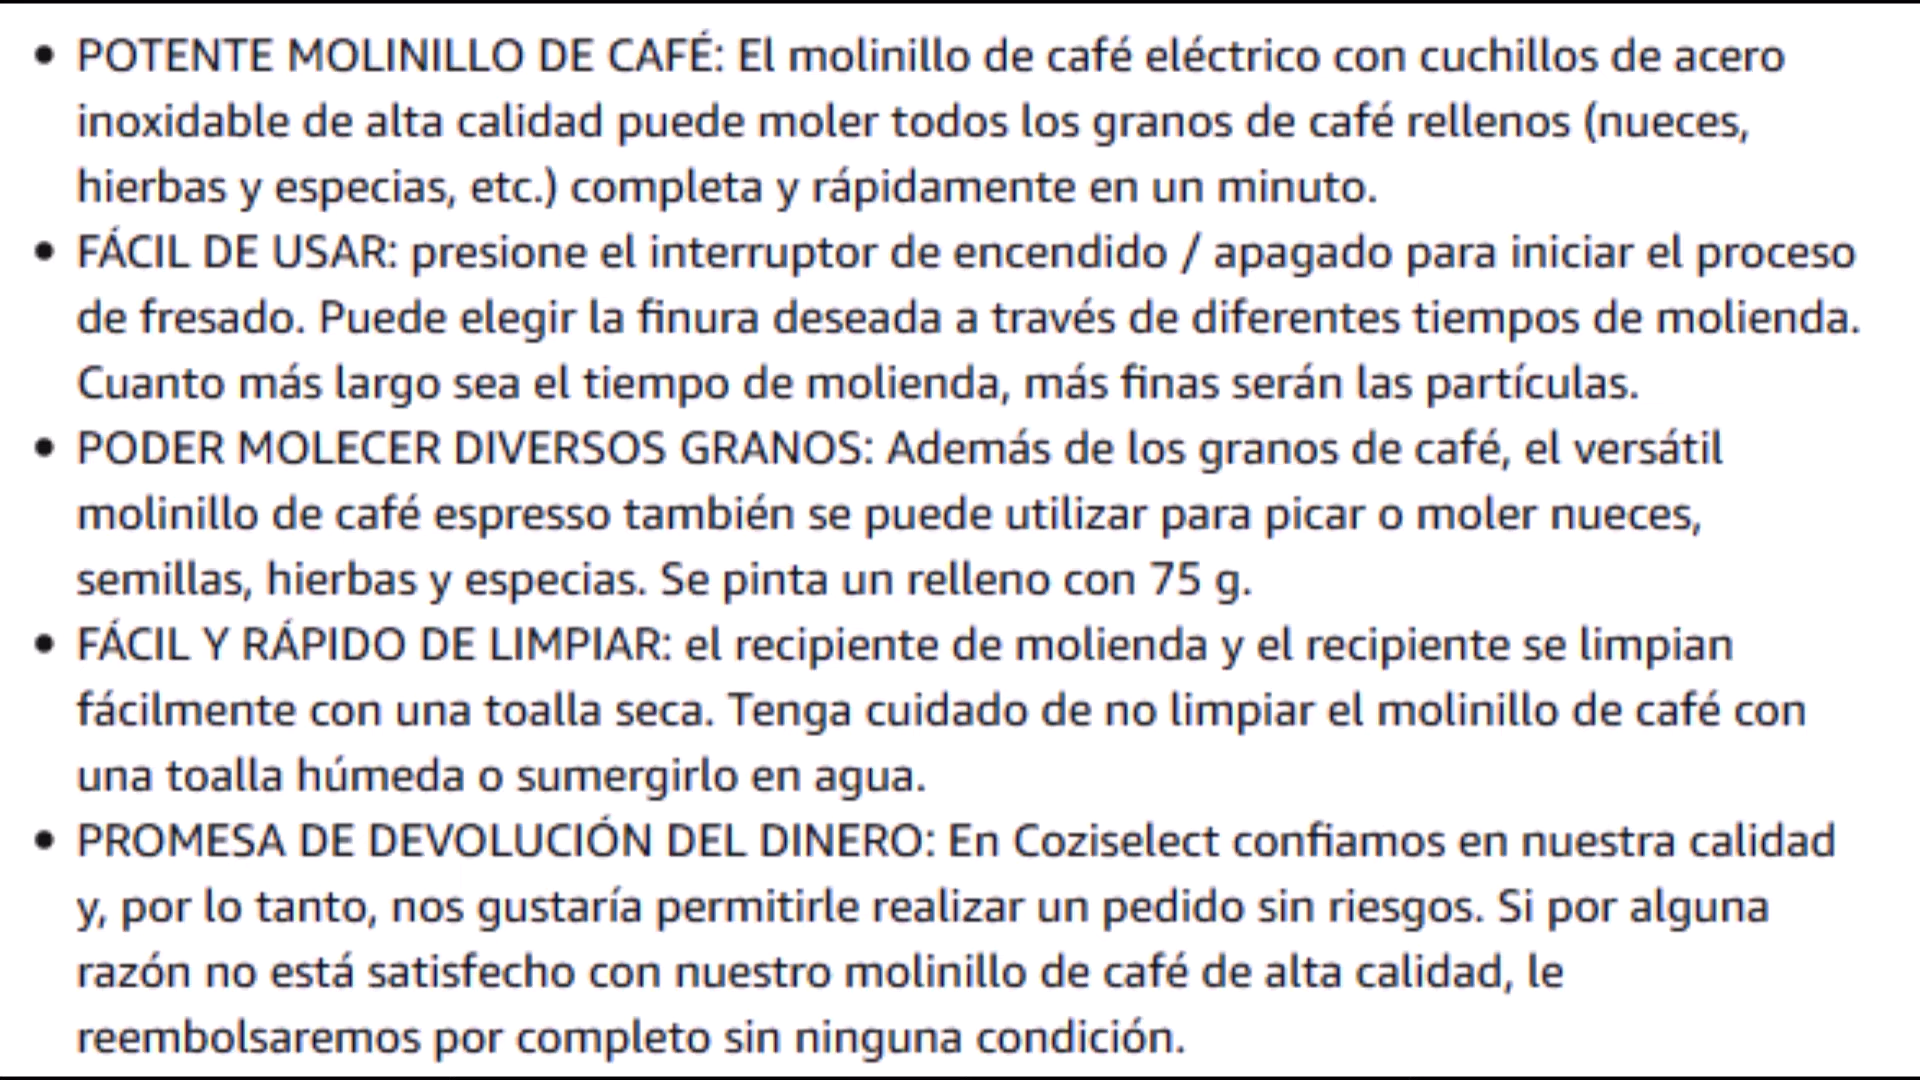 • POTENTE MOLINILLO DE CAFÉ: El molinillo de café eléctrico con cuchillos de acero
inoxidable de alta calidad puede moler todos los granos de café rellenos (nueces,
hierbas y especias, etc.) completa y rápidamente en un minuto.
• FÁCIL DE USAR: presione el interruptor de encendido / apagado para iniciar el proceso
de fresado. Puede elegir la finura deseada a través de diferentes tiempos de molienda.
Cuanto más largo sea el tiempo de molienda, más finas serán las partículas.
• PODER MOLECER DIVERSOS GRANOS: Además de los granos de café, el versátil
molinillo de café espresso también se puede utilizar para picar o moler nueces,
semillas, hierbas y especias. Se pinta un relleno con 75 g.
• FÁCIL Y RÁPIDO DE LIMPIAR: el recipiente de molienda y el recipiente se limpian
fácilmente con una toalla seca. Tenga cuidado de no limpiar el molinillo de café con
una toalla húmeda o sumergirlo en agua.
• PROMESA DE DEVOLUCIÓN DEL DINERO: En Coziselect confiamos en nuestra calidad
y, por lo tanto, nos gustaría permitirle realizar un pedido sin riesgos. Si por alguna
razón no está satisfecho con nuestro molinillo de café de alta calidad, le
reembolsaremos por completo sin ninguna condición.